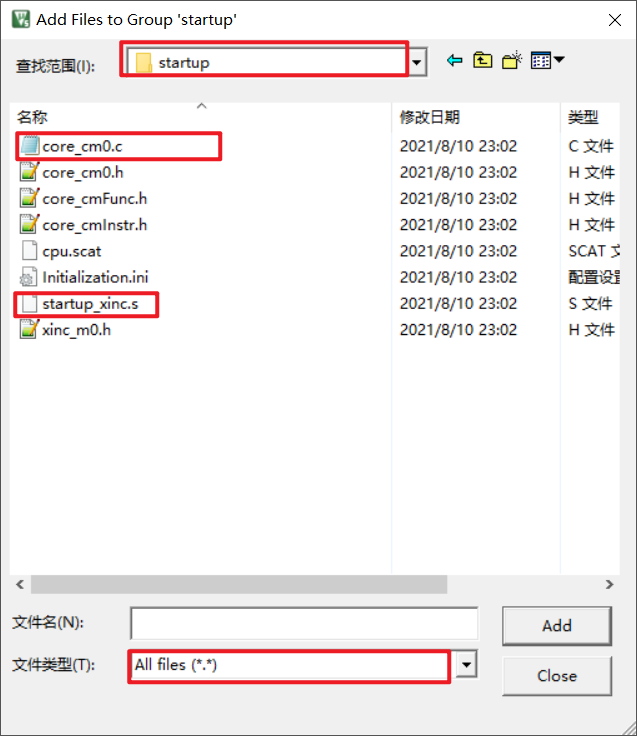 Add Files to Group 'startup'
查找范围(I): startup
名称 修改日期 类型
core_cm0.c 2021/8/10 23:02 C 文件
core_cm0.h 2021/8/10 23:02 H 文件
core_cmFunc.h 2021/8/10 23:02 H 文件
core_cmInstr.h 2021/8/10 23:02 H 文件
cpu.scat 2021/8/10 23:02 SCAT 文
Initialization.ini 2021/8/10 23:02 配置设置
startup_xinc.s 2021/8/10 23:02 S 文件
xinc_m0.h 2021/8/10 23:02 H 文件
文件名(N): Add
文件类型(T): All files (*.*)
Close